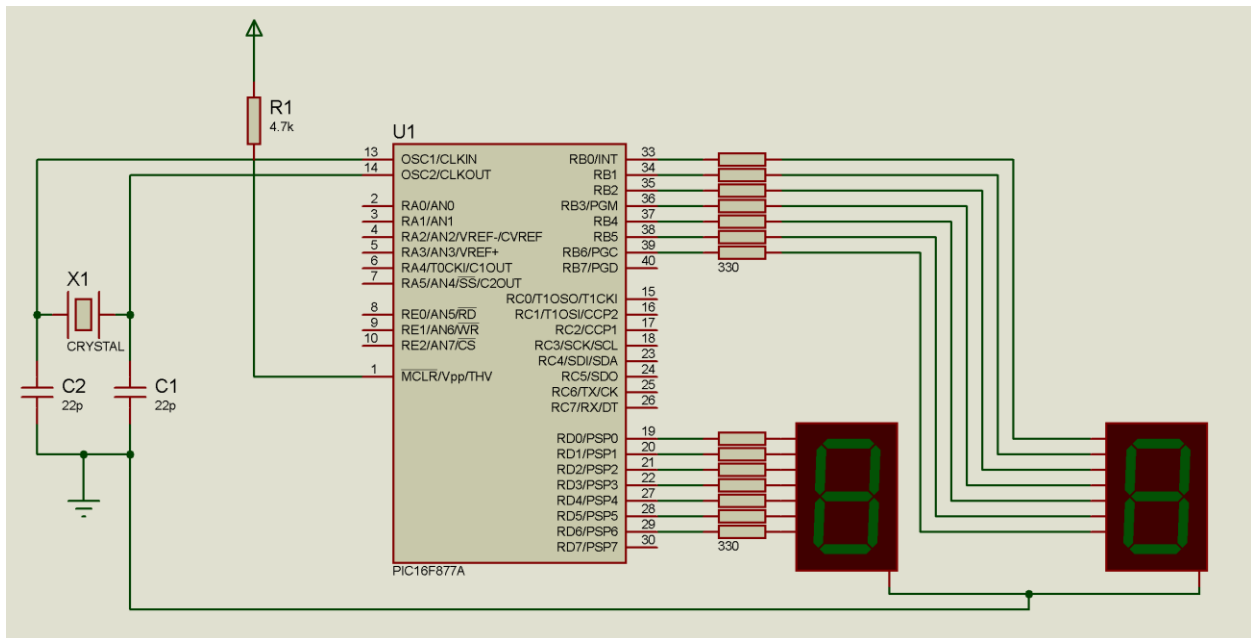 R1
4.7k
U1
13 OSC1/CLKIN RB0/INT 33
14 OSC2/CLKOUT RB1 34
RB2 35
2 RA0/AN0 RB3/PGM 36
3 RA1/AN1 RB4 37
4 RA2/AN2/VREF-/CVREF RB5 38
5 RA3/AN3/VREF+ RB6/PGC 39
6 RA4/T0CKI/C1OUT RB7/PGD 40
330
7 RA5/AN4/SS/C2OUT
RC0/T1OSO/T1CKI 15
X1
8 RE0/AN5/RD RC1/T1OSI/CCP2 16
9 RE1/AN6/WR RC2/CCP1 17
CRYSTAL
10 RE2/AN7/CS RC3/SCK/SCL 18
RC4/SDI/SDA 23
1 MCLR/Vpp/THV RC5/SDO 24
C2
22p
C1
22p
RC6/TX/CK 25
RC7/RX/DT 26
RD0/PSP0 19
RD1/PSP1 20
RD2/PSP2 21
RD3/PSP3 22
RD4/PSP4 27
RD5/PSP5 28
RD6/PSP6 29
RD7/PSP7 30
330
PIC16F877A